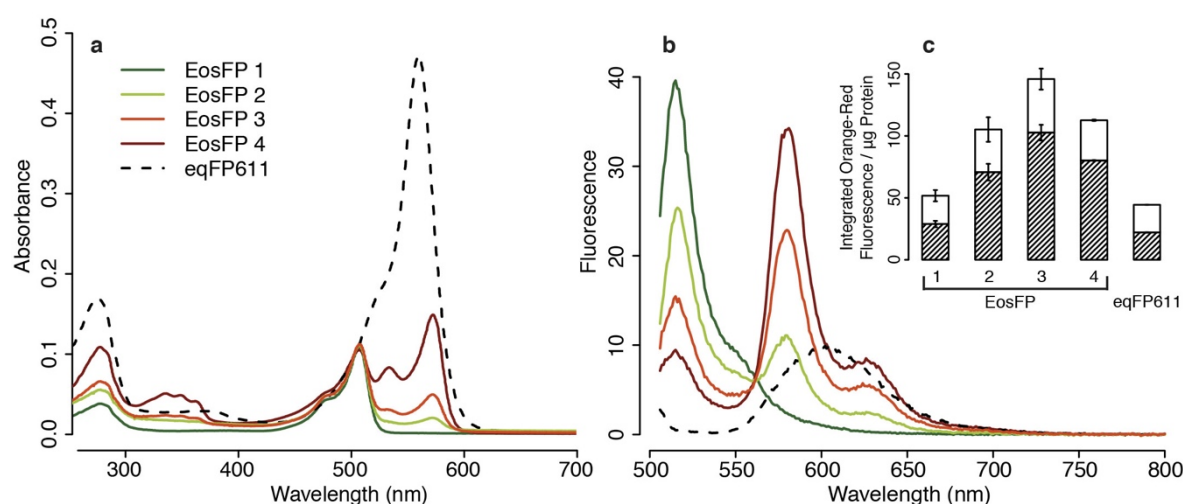 a
EosFP 1
EosFP 2
EosFP 3
EosFP 4
eqFP611
Absorbance
0.0
0.1
0.2
0.3
0.4
0.5
300
400
500
600
700
Wavelength (nm)
b
Fluorescence
0
10
20
30
40
500
550
600
650
700
750
800
Wavelength (nm)
c
Integrated Orange-Red
Fluorescence / µg Protein
0
50
100
150
1
2
3
4
EosFP
eqFP611